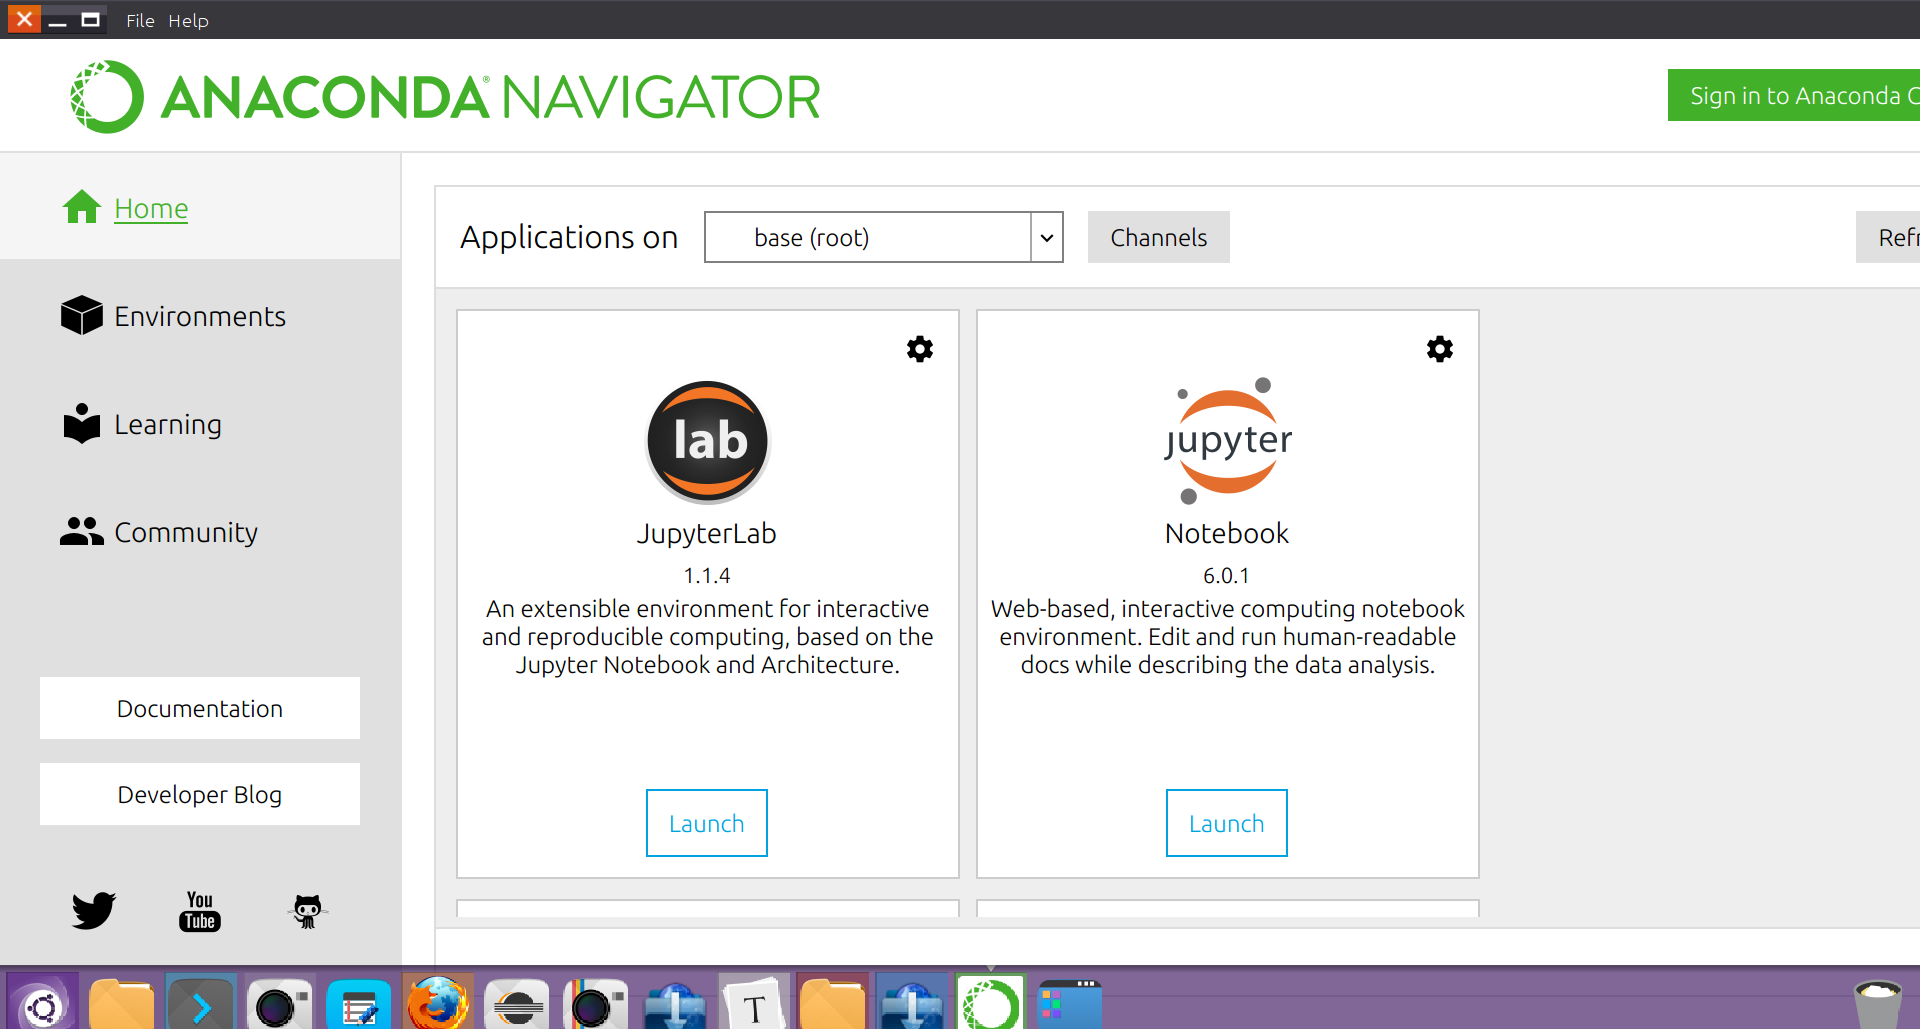 File Help
ANACONDA® NAVIGATOR
Sign in to Anaconda
Home
Applications on base (root) Channels
Environments
Learning
Community
Documentation
Developer Blog
You
Tube
lab
JupyterLab
1.1.4
An extensible environment for interactive
and reproducible computing, based on the
Jupyter Notebook and Architecture.
Launch
jupyter
Notebook
6.0.1
Web-based, interactive computing notebook
environment. Edit and run human-readable
docs while describing the data analysis.
Launch
T